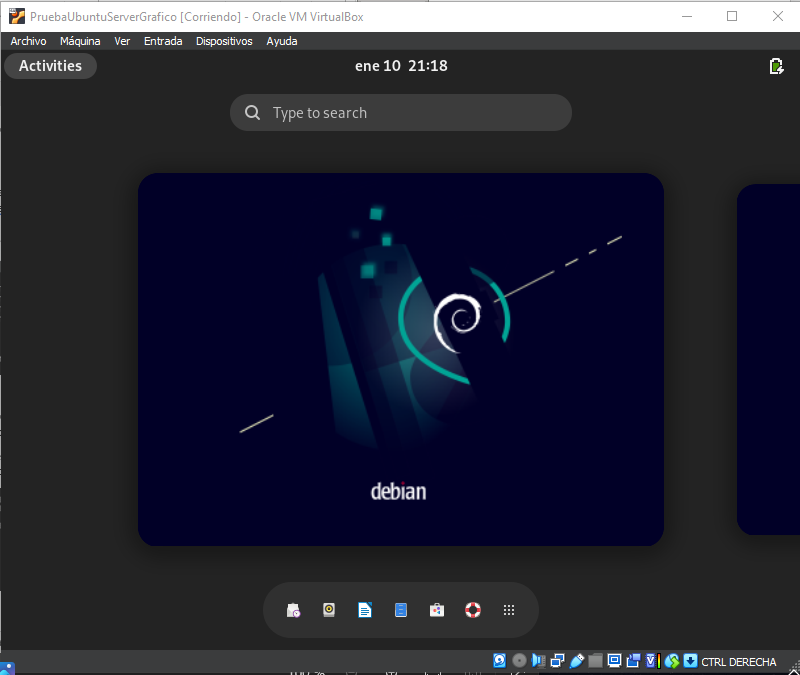 PruebaUbuntuServerGrafico [Corriendo] - Oracle VM VirtualBox
Archivo Máquina Ver Entrada Dispositivos Ayuda
Activities
ene 10 21:18
Type to search
debian
CTRL DERECHA